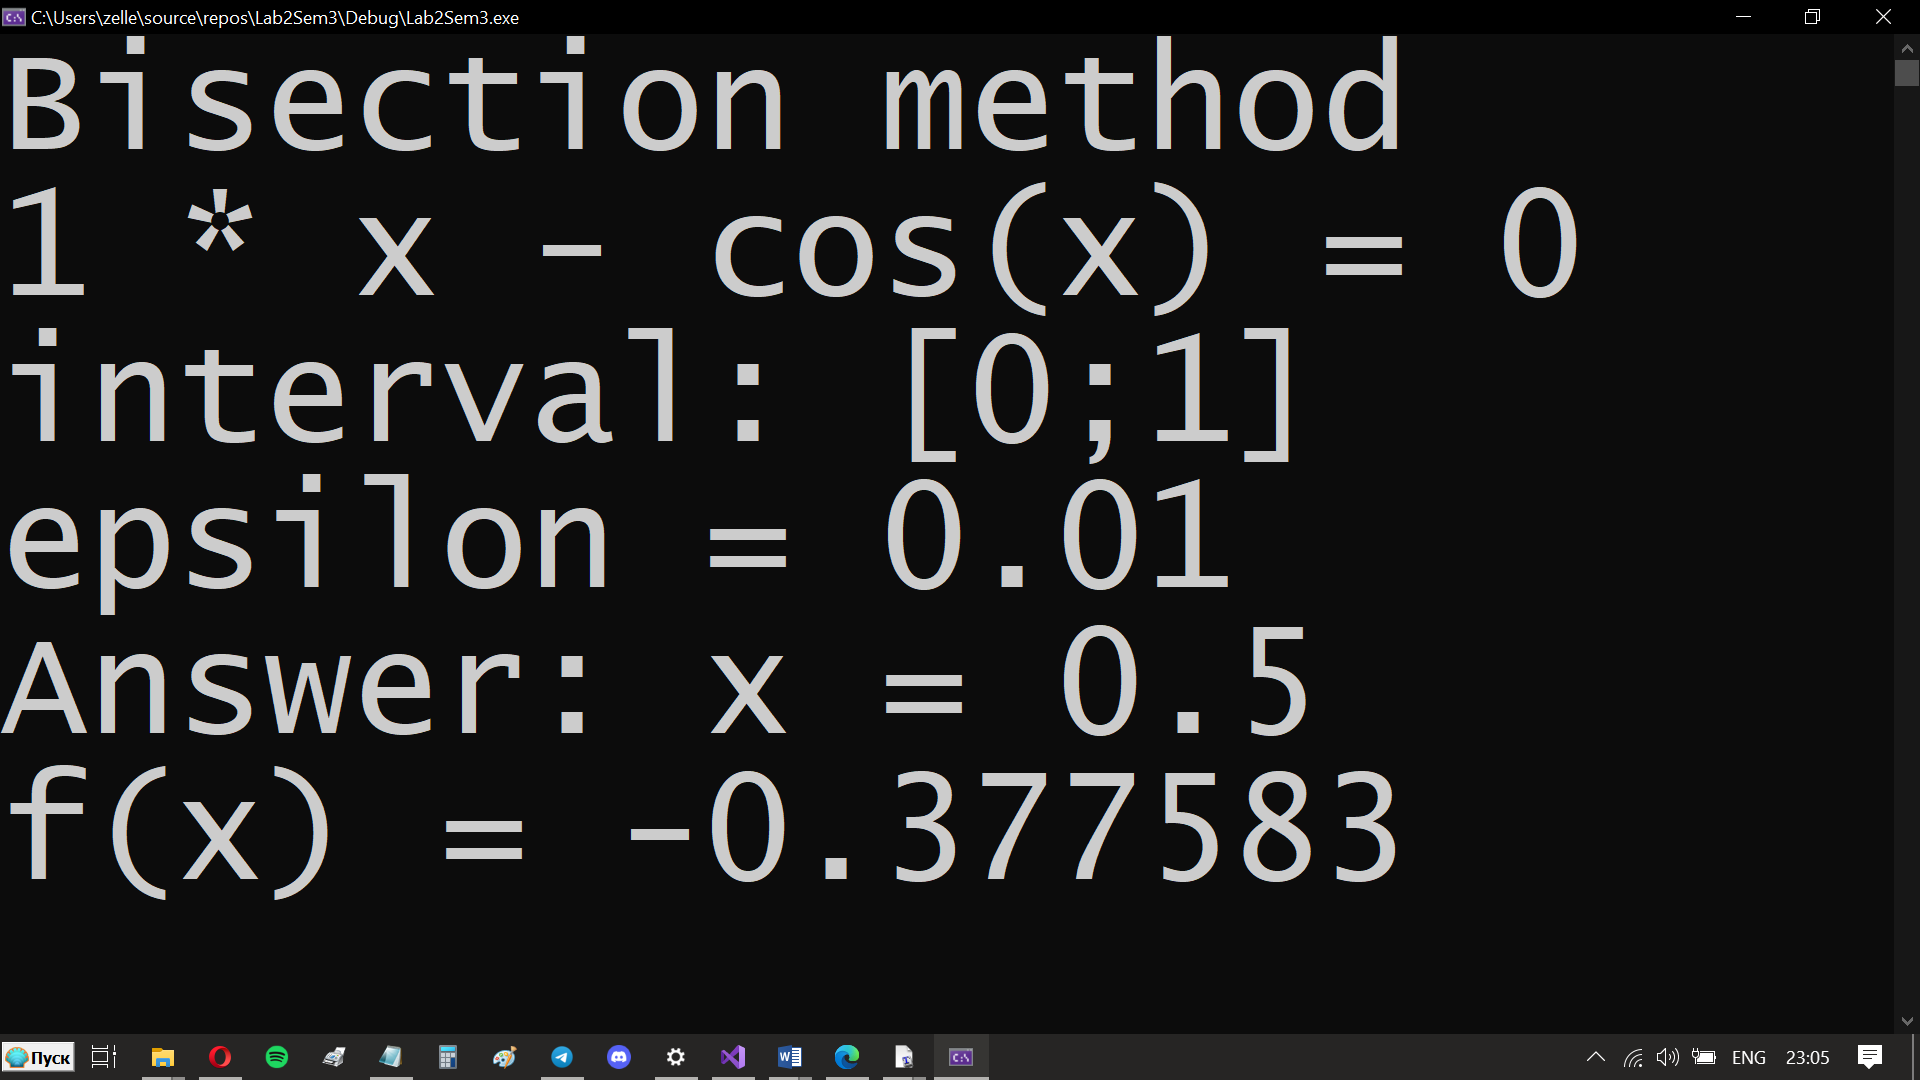 C:\Users\zelle\source\repos\Lab2Sem3\Debug\Lab2Sem3.exe
Bisection method
1 * x - cos(x) = 0
interval: [0;1]
epsilon = 0.01
Answer: x = 0.5
f(x) = -0.377583
Пуск ENG 23:05